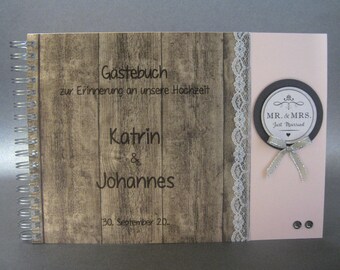 Gästebuch
zur Erinnerung an unsere Hochzeit
Katrin
&
Johannes
30. September 20..
MR. & MRS.
Just Married